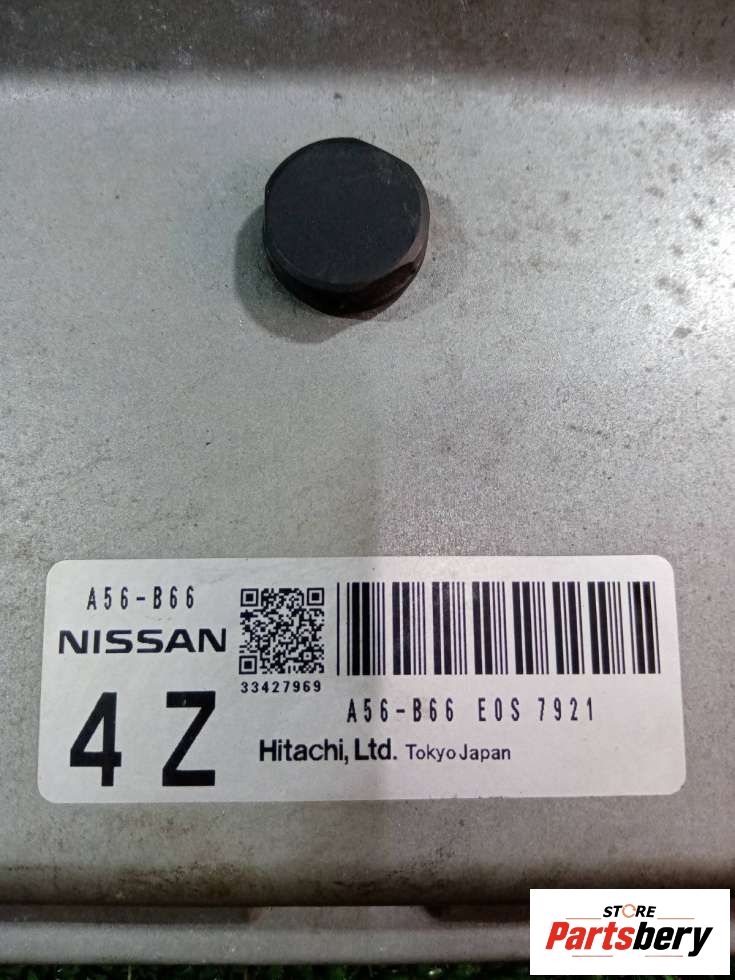 A56-B66
NISSAN
4Z
33427969
A56-B66 E0S 7921
Hitachi, Ltd. Tokyo Japan
STORE
Partsbery